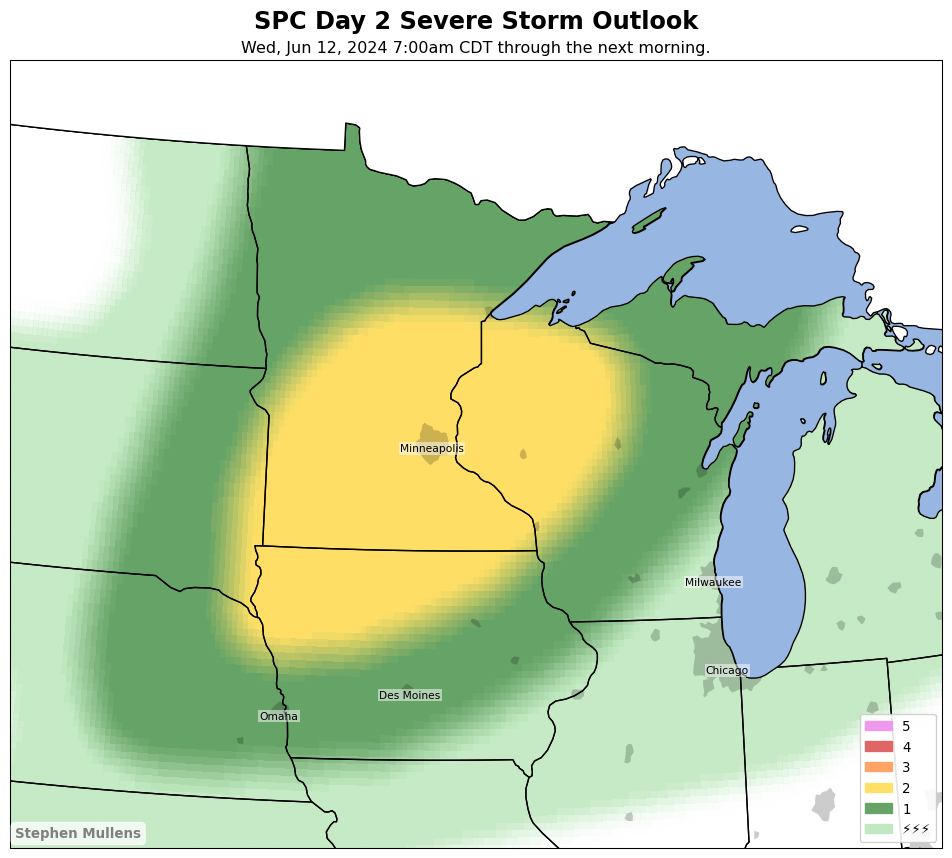 SPC Day 2 Severe Storm Outlook
Wed, Jun 12, 2024 7:00am CDT through the next morning.
Minneapolis
Milwaukee
Chicago
Des Moines
Omaha
5
4
3
2
1
⚡⚡⚡
Stephen Mullens